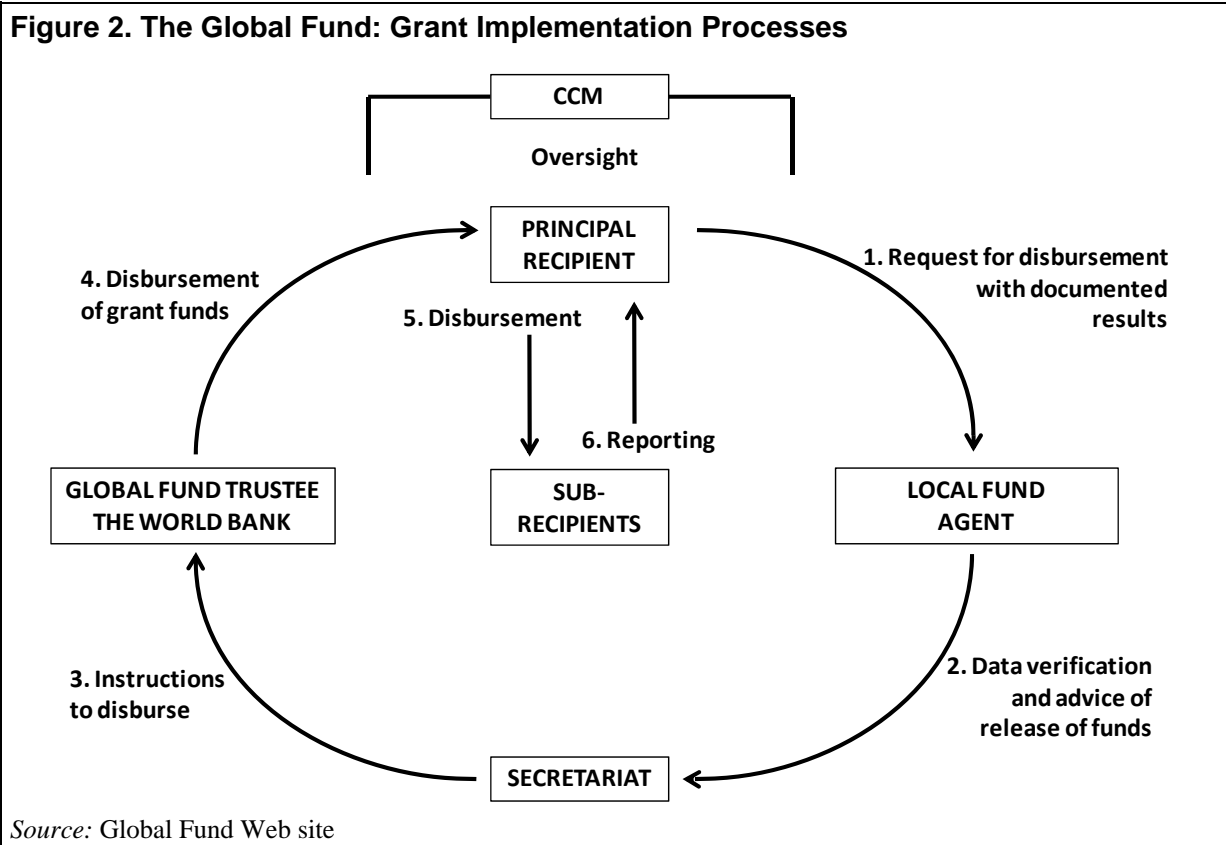 Figure 2. The Global Fund: Grant Implementation Processes
CCM
Oversight
PRINCIPAL
RECIPIENT
1. Request for disbursement
with documented
results
4. Disbursement
of grant funds
5. Disbursement
6. Reporting
GLOBAL FUND TRUSTEE
THE WORLD BANK
SUB-
RECIPIENTS
LOCAL FUND
AGENT
2. Data verification
and advice of
release of funds
3. Instructions
to disburse
SECRETARIAT
Source: Global Fund Web site